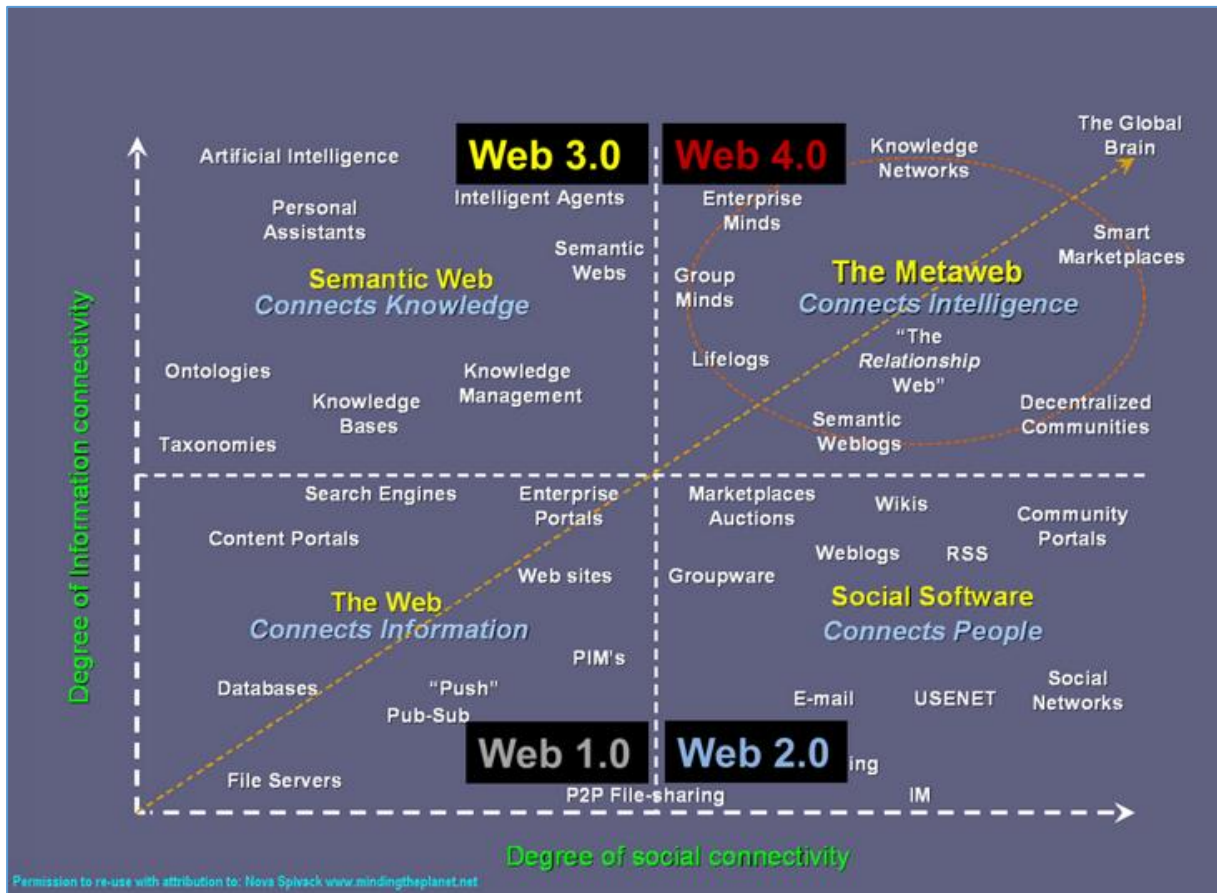 The Global
Brain
Web 3.0
Web 4.0
Artificial Intelligence
Knowledge
Networks
Intelligent Agents
Enterprise
Minds
Personal
Assistants
Semantic
Webs
Smart
Marketplaces
Semantic Web
Connects Knowledge
Group
Minds
The Metaweb
Connects Intelligence
"The
Relationship
Web"
Lifelogs
Ontologies
Knowledge
Management
Knowledge
Bases
Decentralized
Communities
Semantic
Weblogs
Taxonomies
Degree of Information connectivity
Search Engines
Enterprise
Portals
Marketplaces
Auctions
Wikis
Community
Portals
Content Portals
Weblogs
RSS
Web sites
Groupware
The Web
Connects Information
Social Software
Connects People
PIM's
Databases
"Push"
Pub-Sub
E-mail
USENET
Social
Networks
Web 1.0
Web 2.0
ing
File Servers
P2P File-sharing
IM
Degree of social connectivity
Permission to re-use with attribution to: Nova Spivack www.mindingtheplanet.net